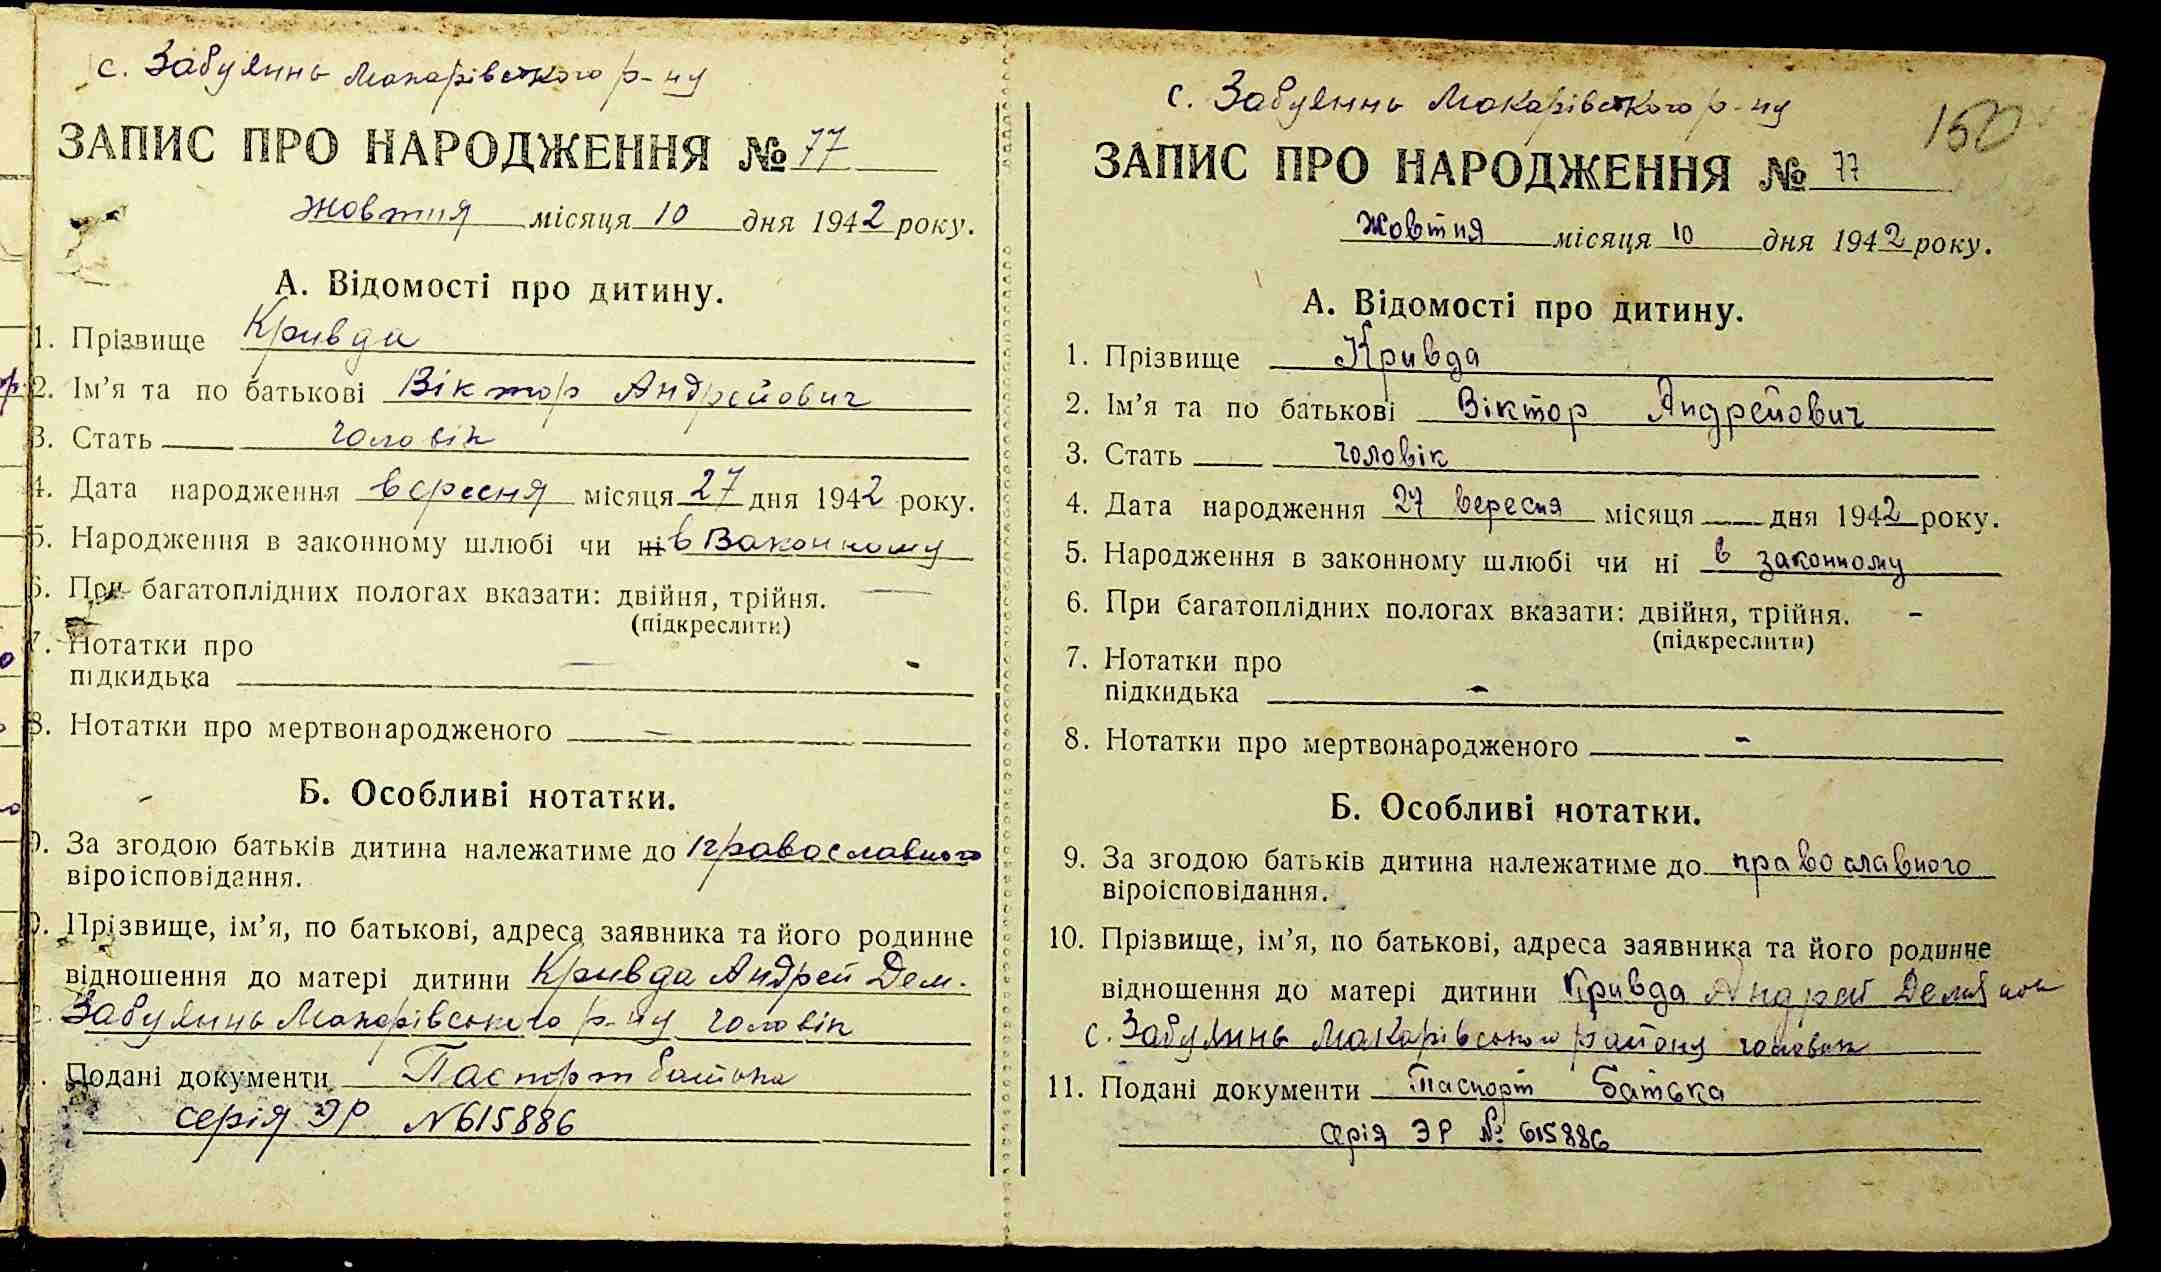 с. Забуяннь Макарівського р-ну
ЗАПИС ПРО НАРОДЖЕННЯ № 77
жовтня місяця 10 дня 1942 року.
А. Відомості про дитину.
1. Прізвище Кривда
2. Ім’я та по батькові Віктор Андрейович
3. Стать чоловік
4. Дата народження вересня місяця 27 дня 1942 року.
5. Народження в законному шлюбі чи ні в Законному
6. При багатоплідних пологах вказати: двійня, трійня. —
(підкреслити)
7. Нотатки про
підкидька —
8. Нотатки про мертвонародженого —
Б. Особливі нотатки.
9. За згодою батьків дитина належатиме до православного
віроісповідання.
Прізвище, ім’я, по батькові, адреса заявника та його родинне
відношення до матері дитини Кривда Андрей Дем.
с. Забуяннь Макарівського р-ну чоловік
Подані документи Паспорт батька
серія ЭР N 615886
с. Забуяннь Макарівського р-ну
150
ЗАПИС ПРО НАРОДЖЕННЯ № 77
жовтня місяця 10 дня 1942 року.
А. Відомості про дитину.
1. Прізвище Кривда
2. Ім’я та по батькові Віктор Андрейович
3. Стать чоловік
4. Дата народження 27 вересня місяця дня 1942 року.
5. Народження в законному шлюбі чи ні в законному
6. При багатоплідних пологах вказати: двійня, трійня. -
(підкреслити)
7. Нотатки про
підкидька -
8. Нотатки про мертвонародженого -
Б. Особливі нотатки.
9. За згодою батьків дитина належатиме до православного
віроісповідання.
10. Прізвище, ім’я, по батькові, адреса заявника та його родинне
відношення до матері дитини Кривда Андрей
с. Забуяннь Макарівського района чоловік
11. Подані документи Паспорт Батька
серія ЭР № 615886